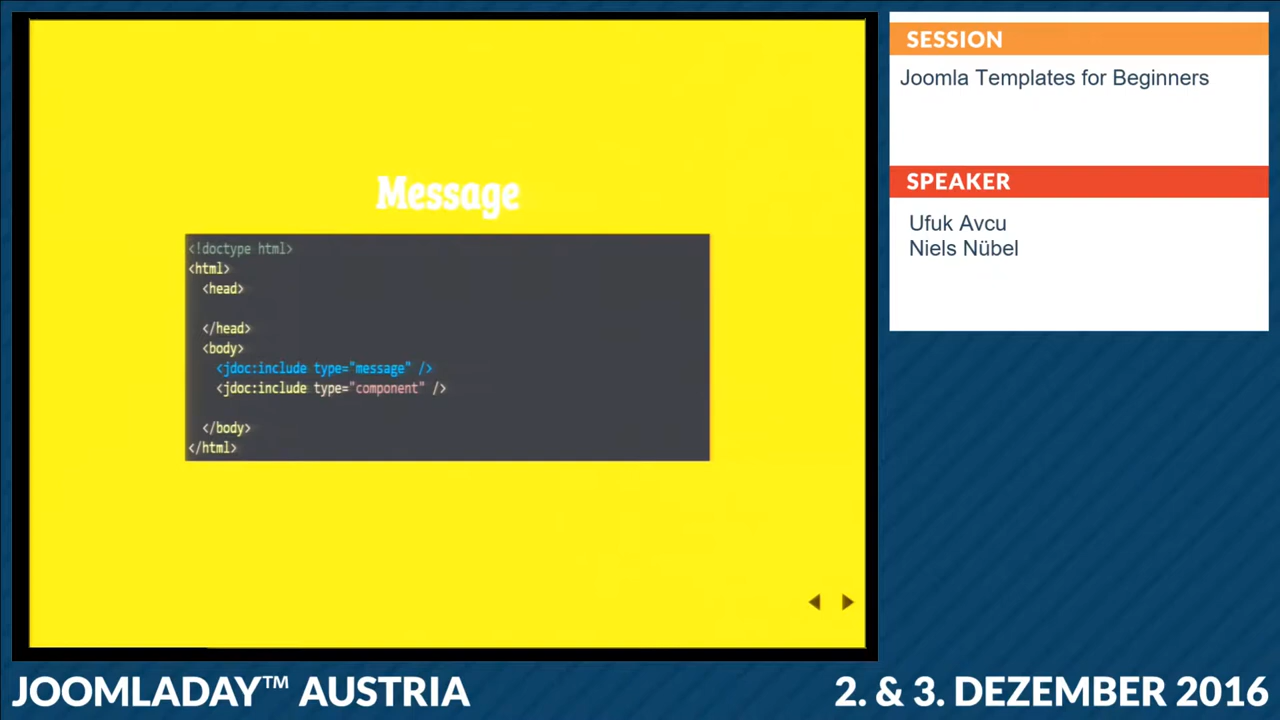 Message
<!doctype html>
<html>
<head>
</head>
<body>
<jdoc:include type="message" />
<jdoc:include type="component" />
</body>
</html>
SESSION
Joomla Templates for Beginners
SPEAKER
Ufuk Avcu
Niels Nübel
JOOMLADAY™ AUSTRIA
2. & 3. DEZEMBER 2016